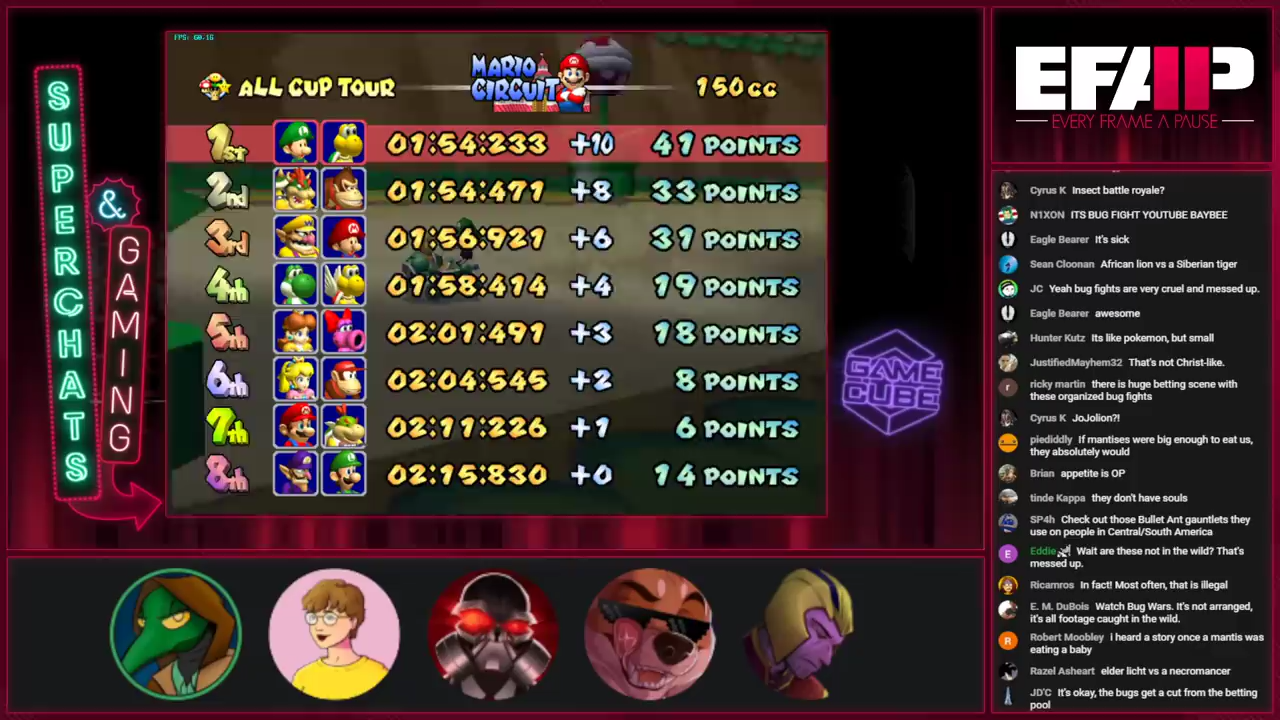 FPS: 60.16
ALL CUP TOUR
MARIO CIRCUIT
150cc
1st 01:54:233 +10 41 POINTS
2nd 01:54:471 +8 33 POINTS
3rd 01:56:921 +6 31 POINTS
4th 01:58:414 +4 19 POINTS
5th 02:01:491 +3 18 POINTS
6th 02:04:545 +2 8 POINTS
7th 02:11:226 +1 6 POINTS
8th 02:15:830 +0 14 POINTS
SUPERCHATS
&
GAMING
GAME
CUBE
EFAP
EVERY FRAME A PAUSE
Cyrus K Insect battle royale?
N1XON ITS BUG FIGHT YOUTUBE BAYBEE
Eagle Bearer It's sick
Sean Cloonan African lion vs a Siberian tiger
JC Yeah bug fights are very cruel and messed up.
Eagle Bearer awesome
Hunter Kutz Its like pokemon, but small
JustifiedMayhem32 That's not Christ-like.
r
ricky martin there is huge betting scene with
these organized bug fights
Cyrus K JoJolion?!
piediddly If mantises were big enough to eat us,
they absolutely would
Brian appetite is OP
tinde Kappa they don't have souls
SP4h Check out those Bullet Ant gauntlets they
use on people in Central/South America
E
Eddie Wait are these not in the wild? That's
messed up.
Ricamros In fact! Most often, that is illegal
E. M. DuBois Watch Bug Wars. It's not arranged,
it's all footage caught in the wild.
R
Robert Moobley i heard a story once a mantis was
eating a baby
Razel Asheart elder licht vs a necromancer
JD'C It's okay, the bugs get a cut from the betting
pool